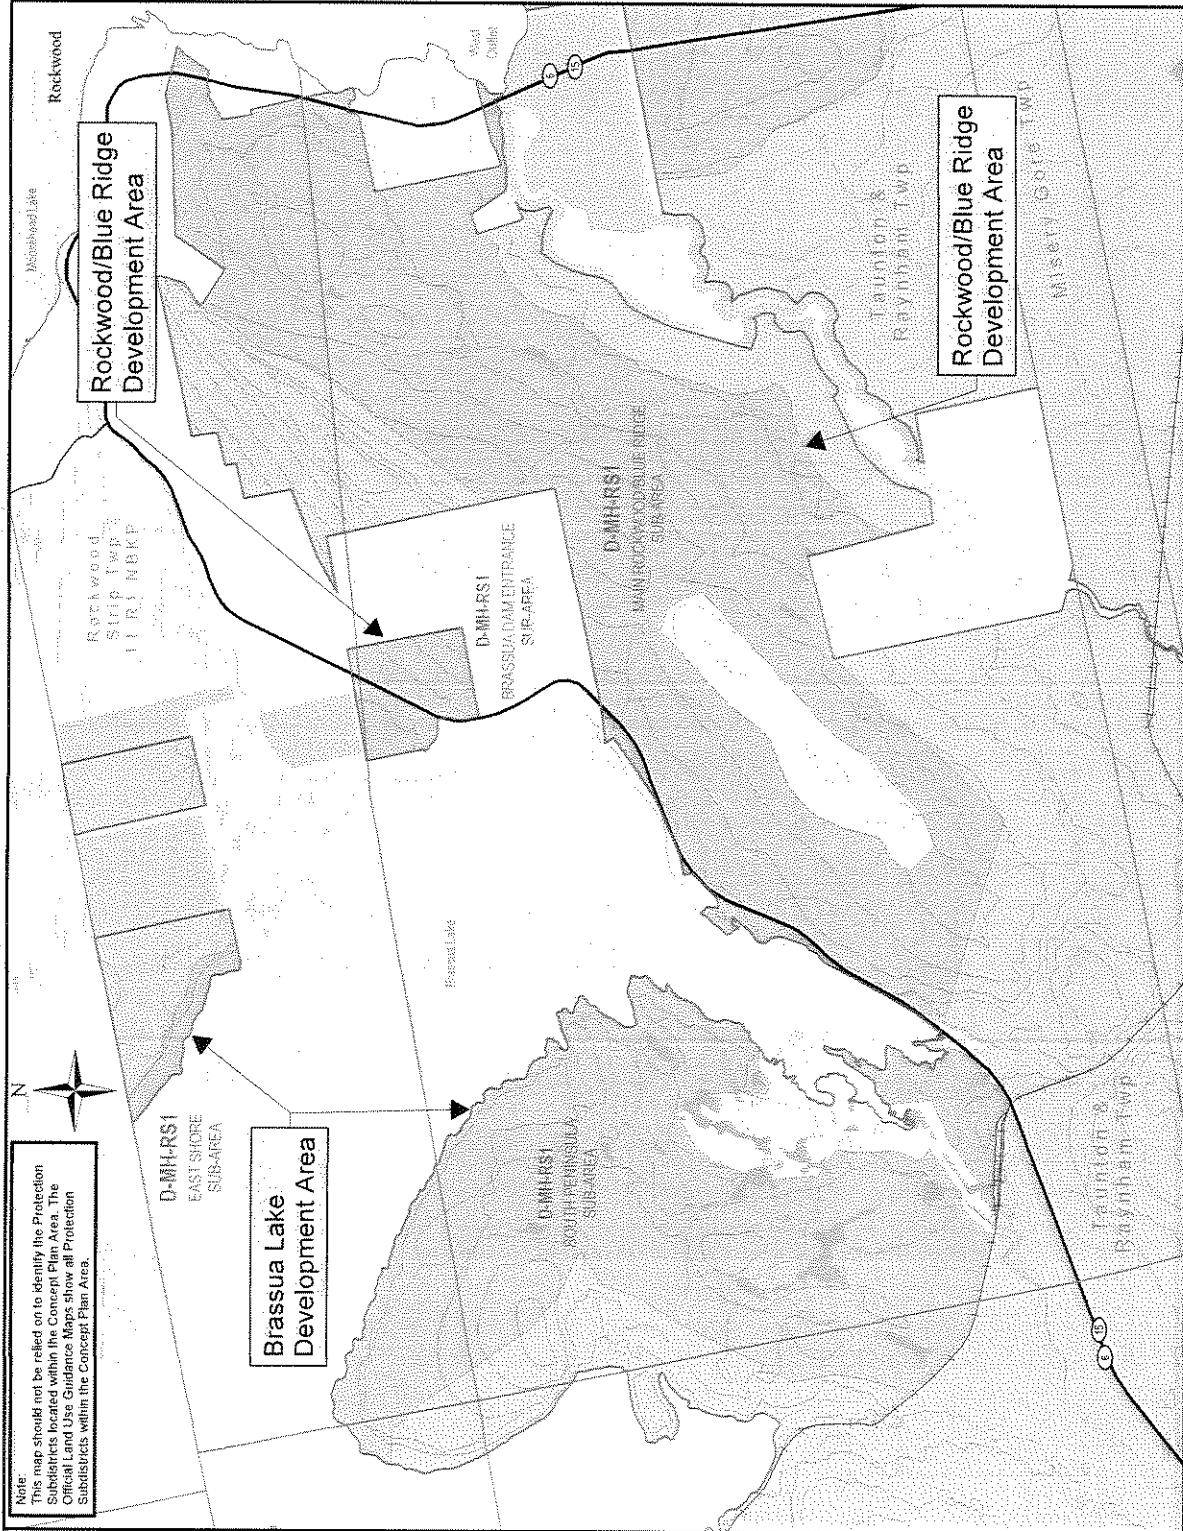 Note:
This map should not be relied on to identify the Protection
Subdistricts located within the Concept Plan Area. The
Official Land Use Guidance Maps show all Protection
Subdistricts within the Concept Plan Area.
N
Rockwood
Moosehead Lake
Rockwood/Blue Ridge
Development Area
Rockwood
Strip Twp
D-MH-RS1
EAST SHORE
SUB-AREA
Brassua Lake
Development Area
D-MH-RS1
BRASSUA DAM ENTRANCE
SUB-AREA
D-MH-RS1
MAIN ROCKWOOD/BLUE RIDGE
SUB-AREA
D-MH-RS1
SOUTH PENINSULA
SUB-AREA
West
Outlet
6
15
Taunton &
Raynham Twp
Rockwood/Blue Ridge
Development Area
Misery Gore Twp
Taunton &
Raynham Twp
6
15